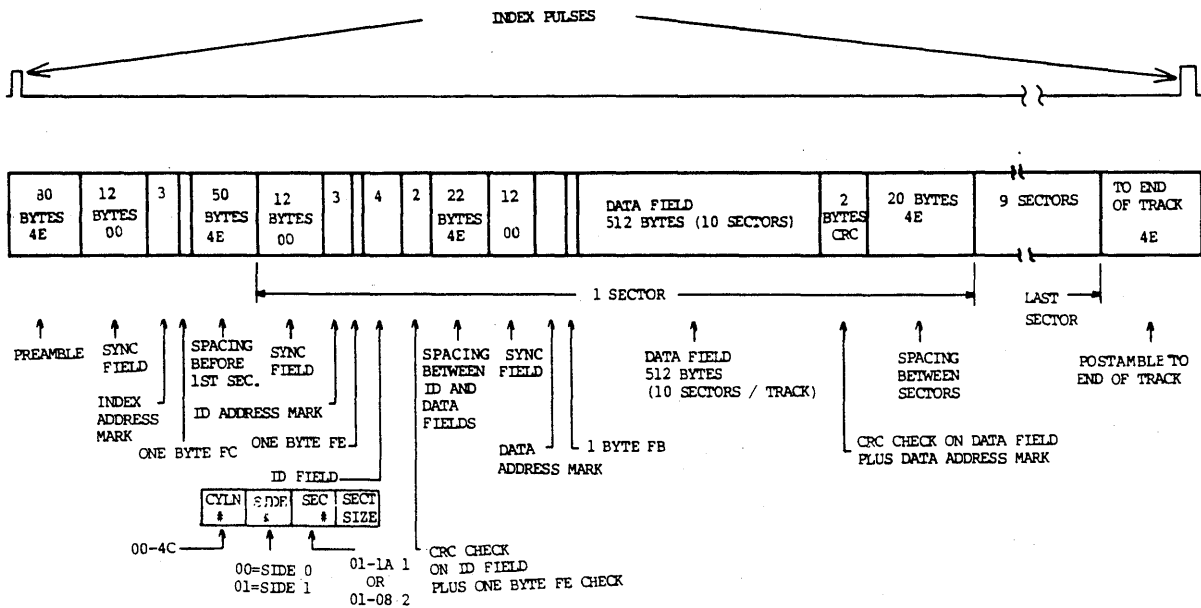 INDEX PULSES
80 BYTES 4E
12 BYTES 00
3
50 BYTES 4E
12 BYTES 00
3
4
2
22 BYTES 4E
12 00
DATA FIELD
512 BYTES (10 SECTORS)
2 BYTES CRC
20 BYTES 4E
9 SECTORS
TO END OF TRACK 4E
1 SECTOR
LAST SECTOR
PREAMBLE
SYNC FIELD
INDEX ADDRESS MARK
ONE BYTE FC
SPACING BEFORE 1ST SEC.
SYNC FIELD
ID ADDRESS MARK
ONE BYTE FE
ID FIELD
SPACING BETWEEN ID AND DATA FIELDS
SYNC FIELD
DATA ADDRESS MARK
1 BYTE FB
DATA FIELD
512 BYTES
(10 SECTORS / TRACK)
CRC CHECK ON DATA FIELD
PLUS DATA ADDRESS MARK
SPACING BETWEEN SECTORS
POSTAMBLE TO
END OF TRACK
CYLN #
SIDE
SEC #
SECT SIZE
00-4C
00=SIDE 0
01=SIDE 1
01-1A 1
OR
01-08 2
CRC CHECK
ON ID FIELD
PLUS ONE BYTE FE CHECK